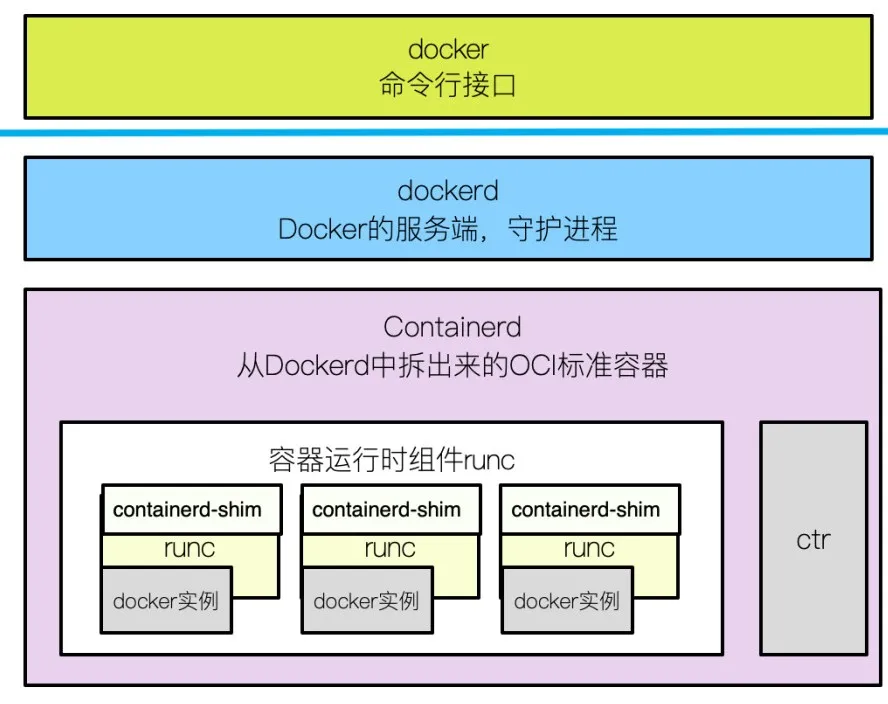 docker
命令行接口
dockerd
Docker的服务端，守护进程
Containerd
从Dockerd中拆出来的OCI标准容器
容器运行时组件runc
containerd-shim
runc
docker实例
containerd-shim
runc
docker实例
containerd-shim
runc
docker实例
ctr